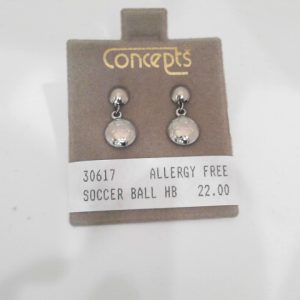 Concepts
30617 ALLERGY FREE
SOCCER BALL HB 22.00